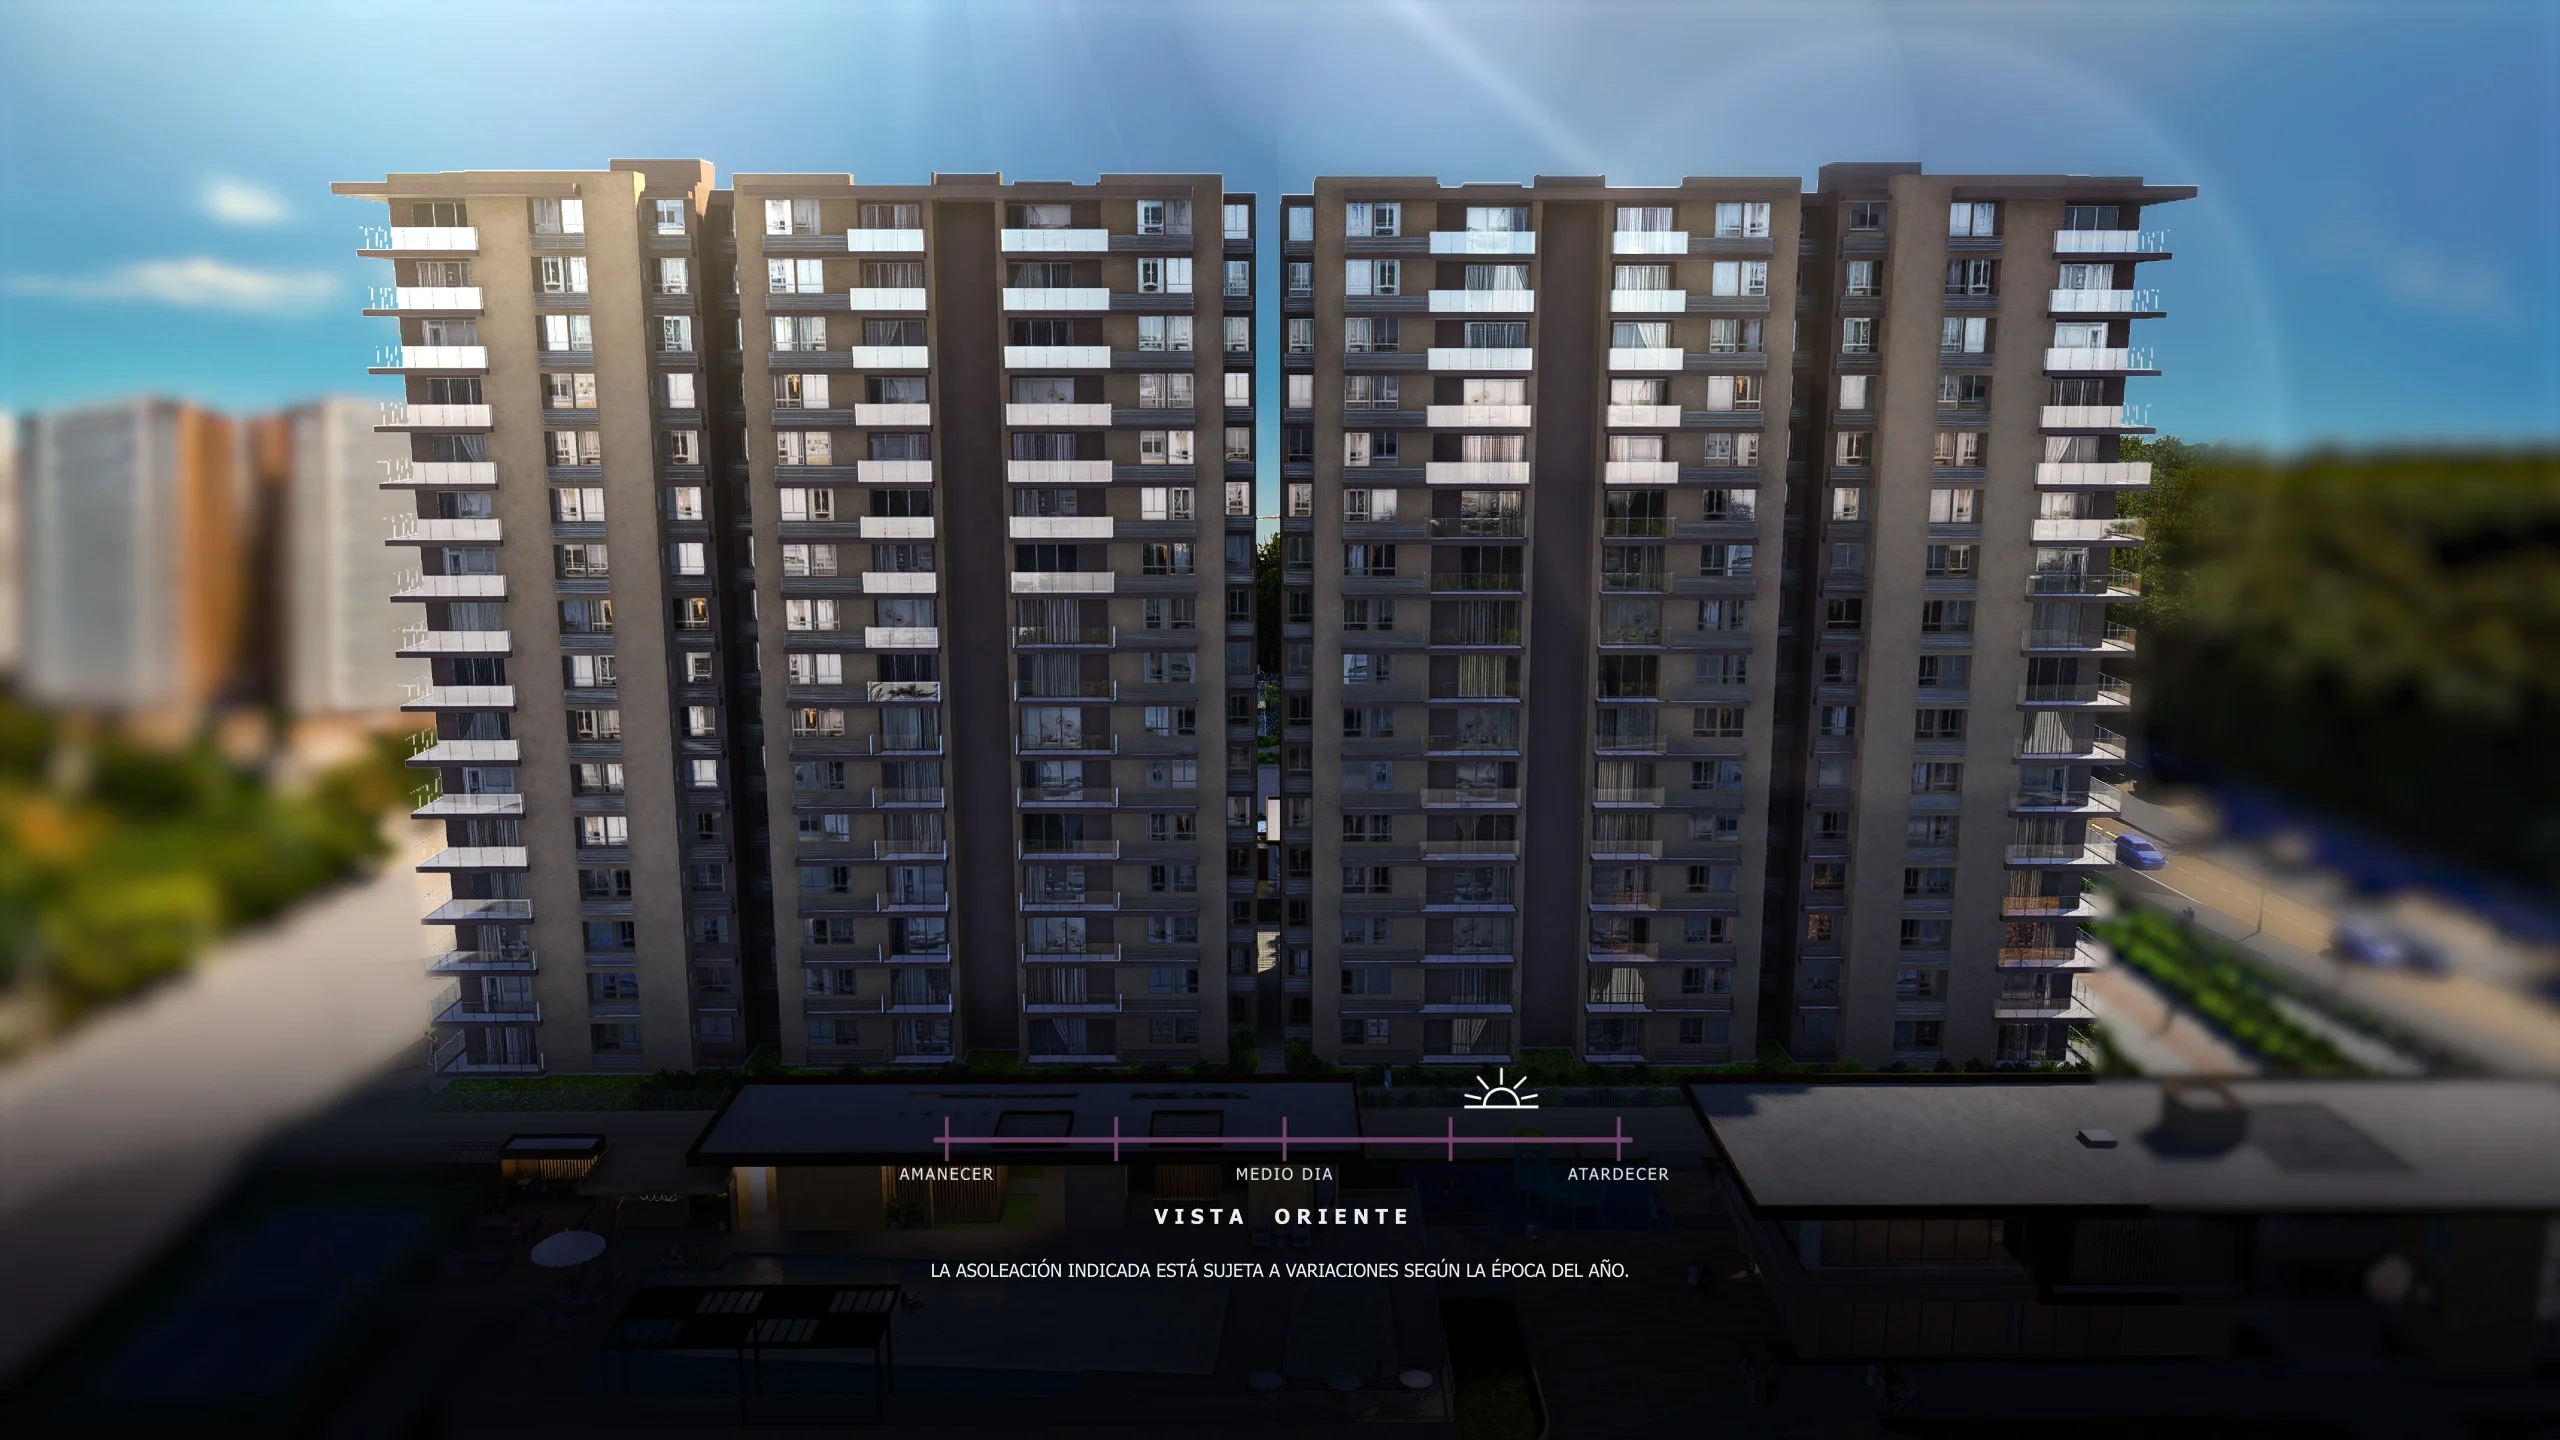 AMANECER MEDIO DIA ATARDECER
VISTA ORIENTE
LA ASOLEACIÓN INDICADA ESTÁ SUJETA A VARIACIONES SEGÚN LA ÉPOCA DEL AÑO.